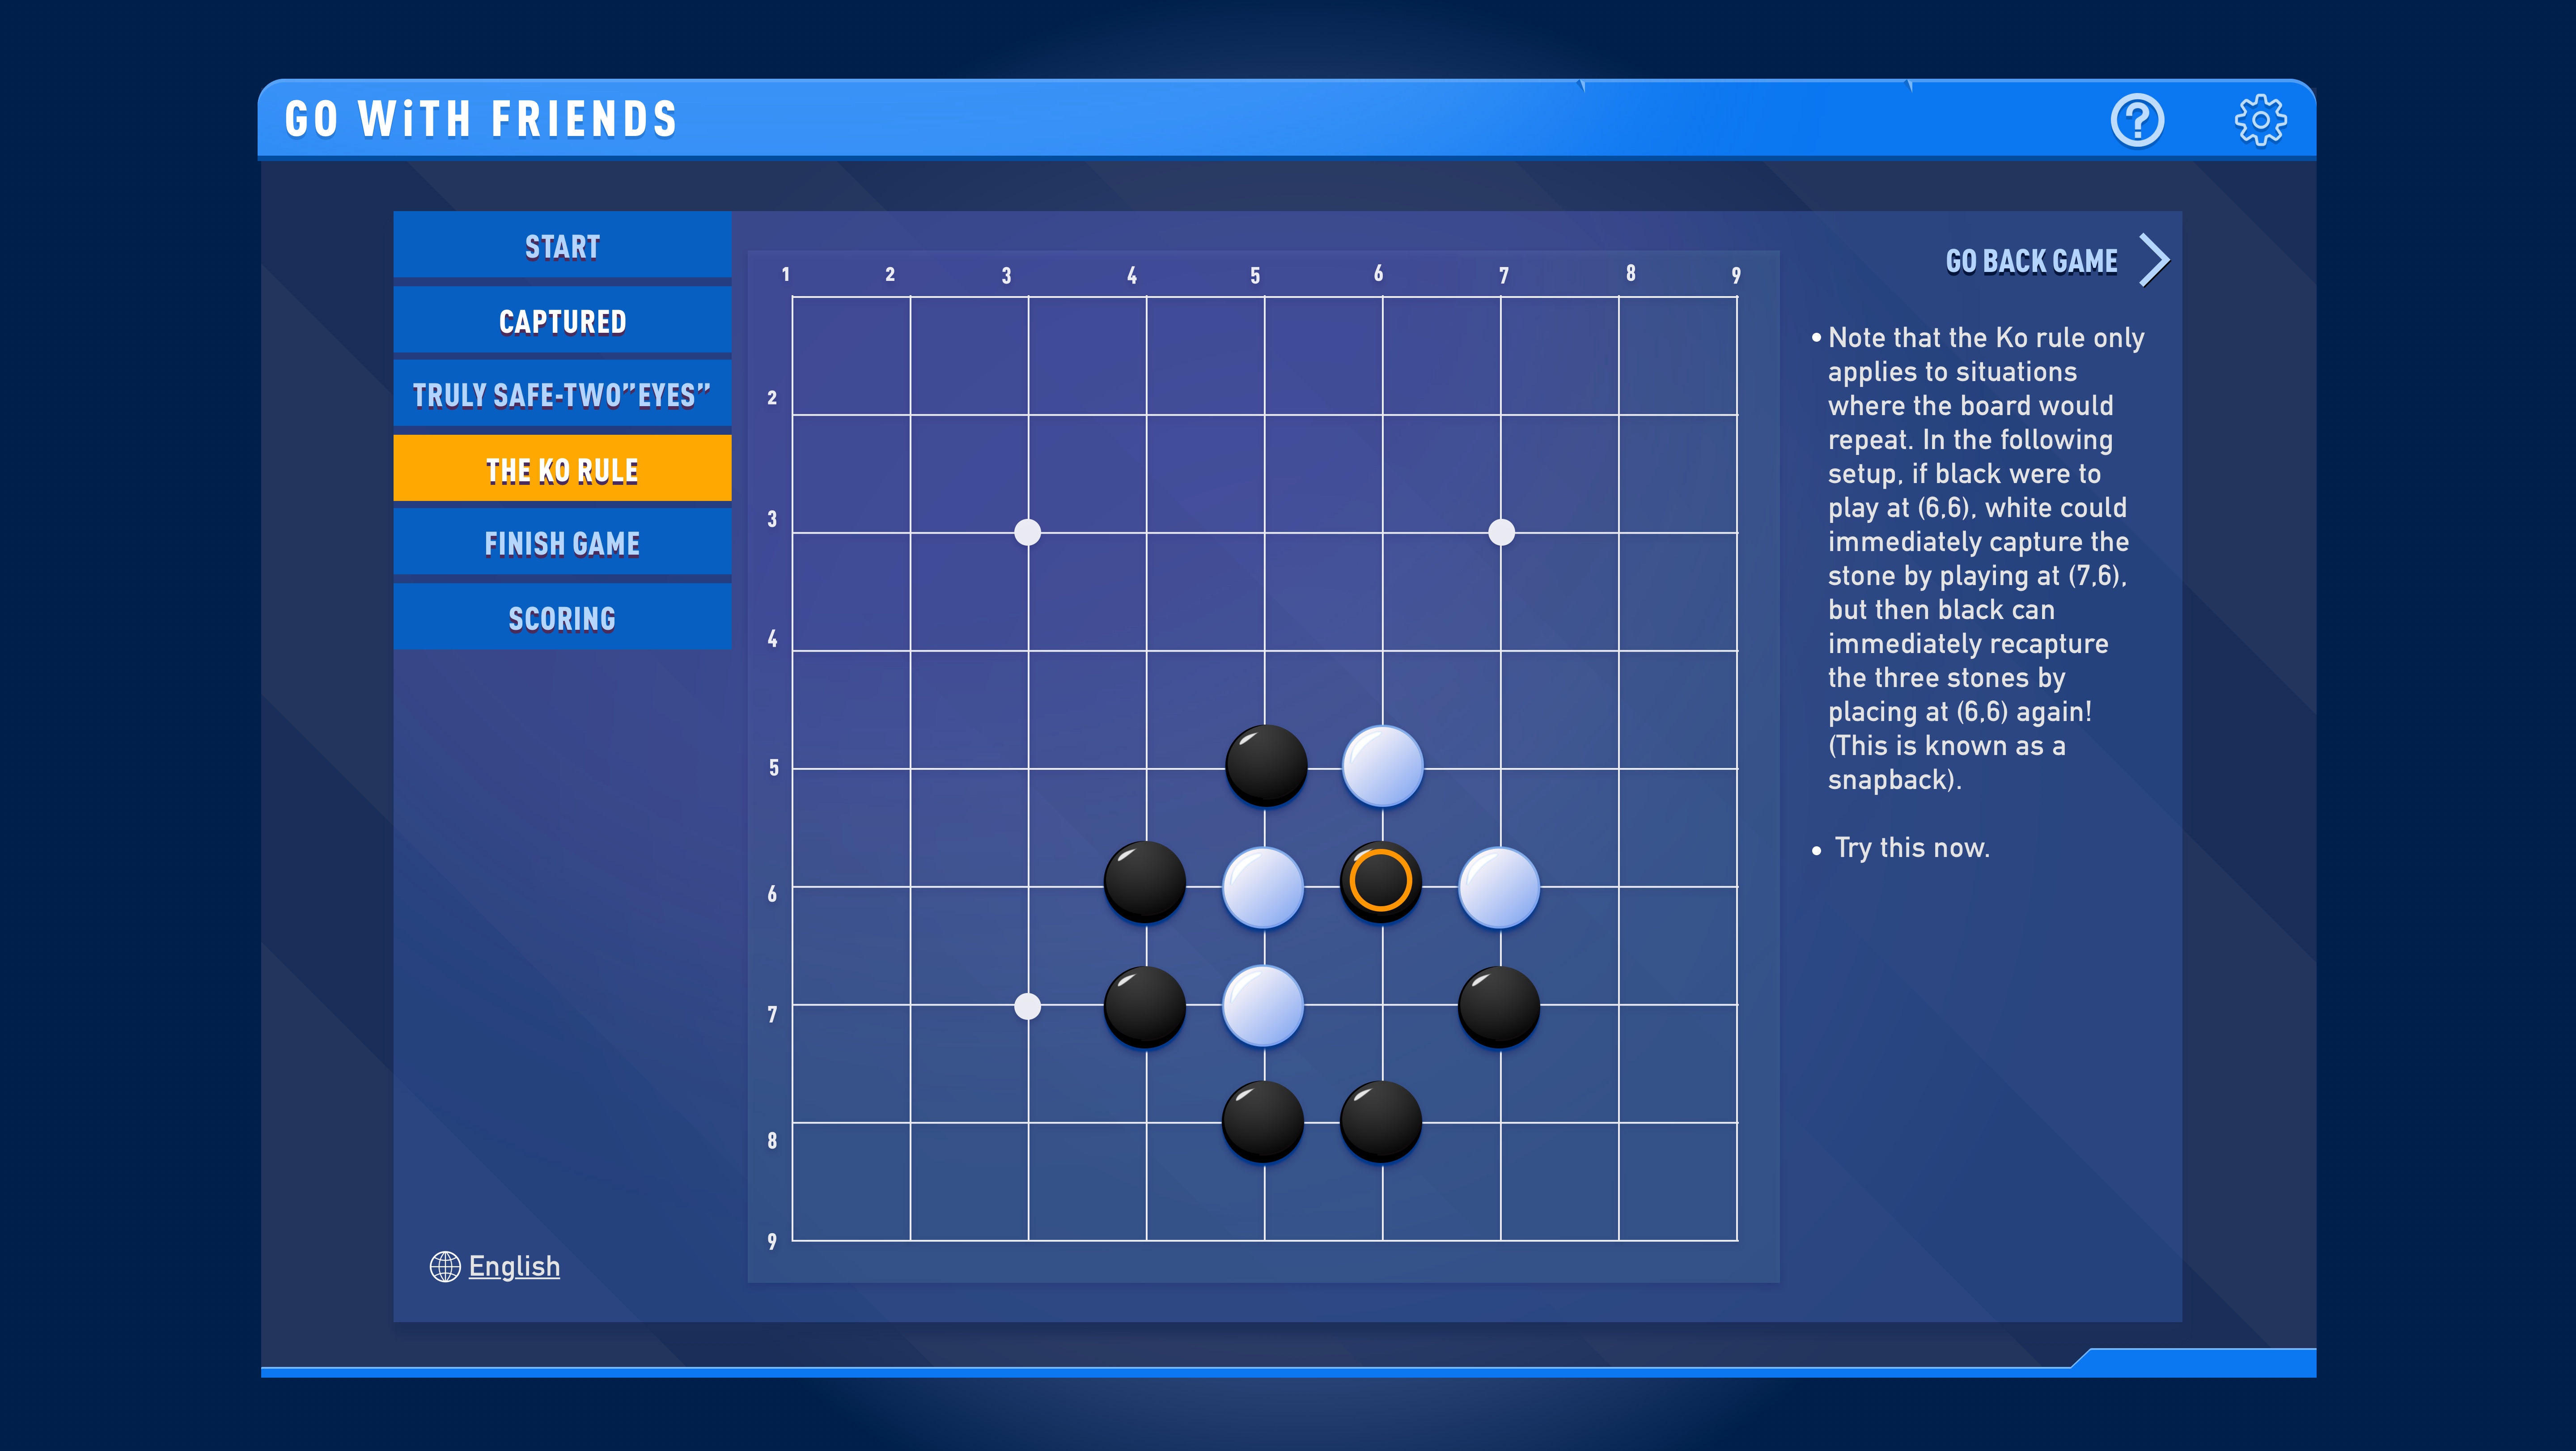 GO WiTH FRIENDS
START
CAPTURED
TRULY SAFE-TWO”EYES”
THE KO RULE
FINISH GAME
SCORING
English
1 2 3 4 5 6 7 8 9
2
3
4
5
6
7
8
9
GO BACK GAME
• Note that the Ko rule only
applies to situations
where the board would
repeat. In the following
setup, if black were to
play at (6,6), white could
immediately capture the
stone by playing at (7,6),
but then black can
immediately recapture
the three stones by
placing at (6,6) again!
(This is known as a
snapback).
• Try this now.